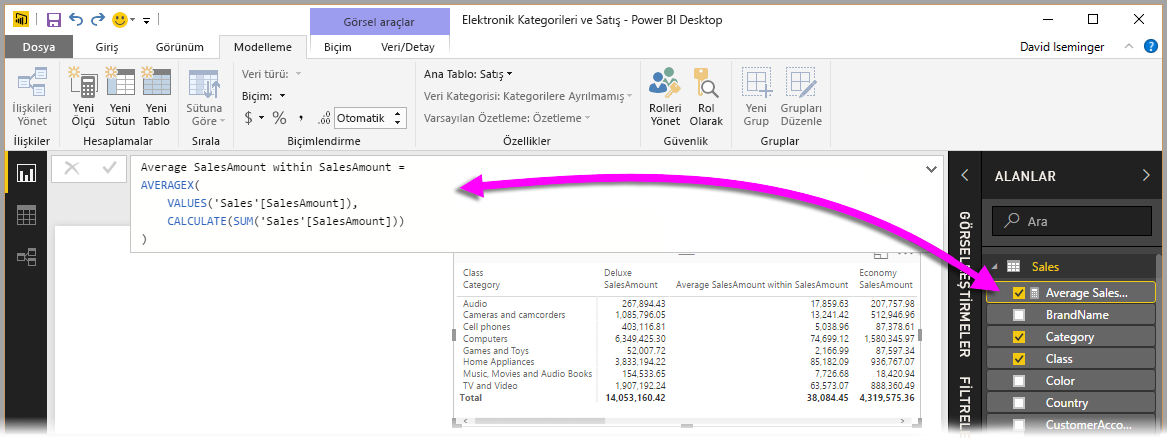 Görsel araçlar
Elektronik Kategorileri ve Satış - Power BI Desktop
Dosya Giriş Görünüm Modelleme Biçim Veri/Detay David Iseminger
İlişkileri Yönet
Yeni Ölçü
Yeni Sütun
Yeni Tablo
Sütuna Göre
Veri türü:
Biçim:
$ % , .00 Otomatik
Ana Tablo: Satış
Veri Kategorisi: Kategorilere Ayrılmamış
Varsayılan Özetleme: Özetleme
Rolleri Yönet
Rol Olarak
Yeni Grup
Grupları Düzenle
İlişkiler Hesaplamalar Sırala Biçimlendirme Özellikler Güvenlik Gruplar
Average SalesAmount within SalesAmount =
AVERAGEX(
VALUES('Sales'[SalesAmount]),
CALCULATE(SUM('Sales'[SalesAmount]))
)
Class Deluxe Economy
Category SalesAmount Average SalesAmount within SalesAmount SalesAmount
Audio 267,894.43 17,859.63 207,757.98
Cameras and camcorders 1,085,796.05 13,241.42 512,946.96
Cell phones 403,116.81 5,038.96 87,378.61
Computers 6,349,425.30 74,699.12 1,580,345.97
Games and Toys 52,007.72 2,166.99 87,597.34
Home Appliances 3,833,194.22 85,182.09 936,767.07
Music, Movies and Audio Books 154,533.65 7,726.68 18,420.94
TV and Video 1,907,192.24 63,573.07 888,360.49
Total 14,053,160.42 38,084.45 4,319,575.36
GÖRSELLEŞTİRMELER
FİLTRELE
ALANLAR
Ara
Sales
Average Sales...
BrandName
Category
Class
Color
Country
CustomerAcco...